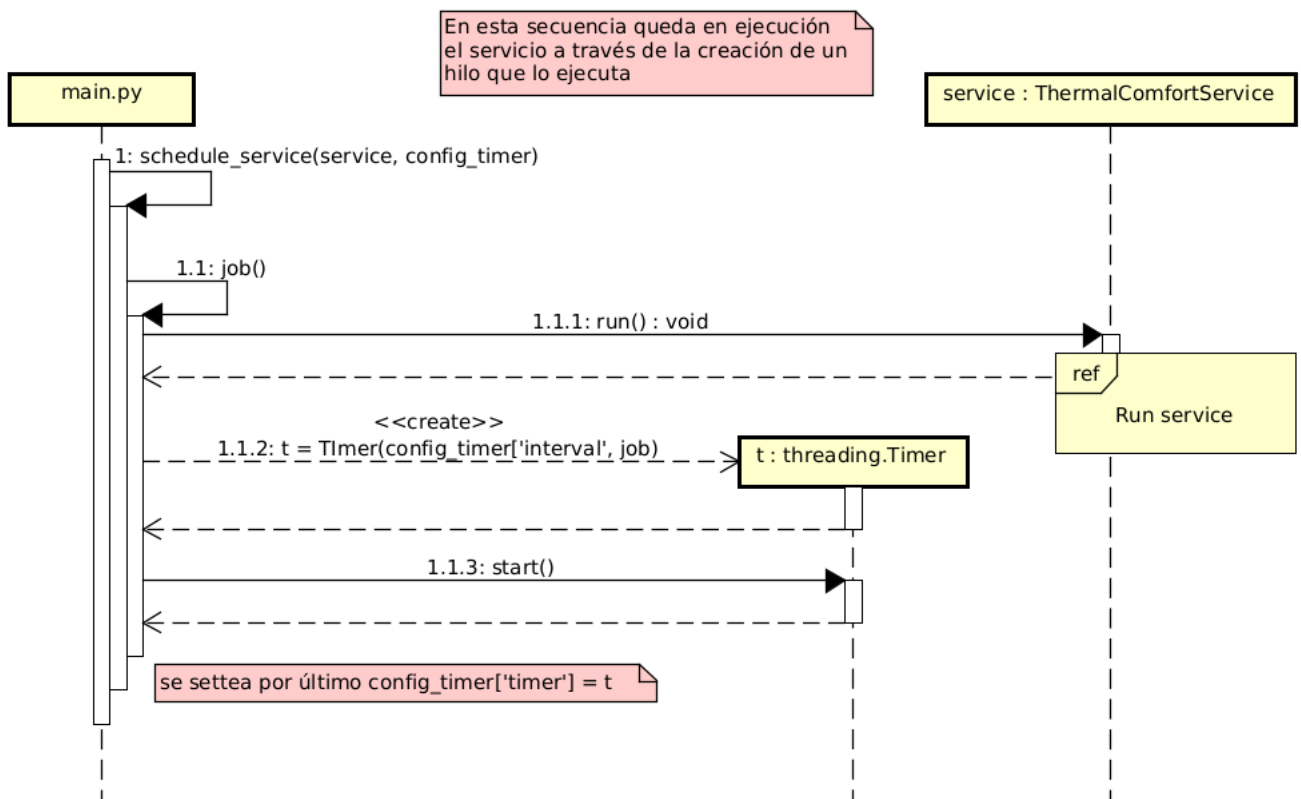 En esta secuencia queda en ejecución
el servicio a través de la creación de un
hilo que lo ejecuta
main.py
service : ThermalComfortService
1: schedule_service(service, config_timer)
1.1: job()
1.1.1: run() : void
ref
Run service
<<create>>
1.1.2: t = TImer(config_timer['interval', job)
t : threading.Timer
1.1.3: start()
se settea por último config_timer['timer'] = t